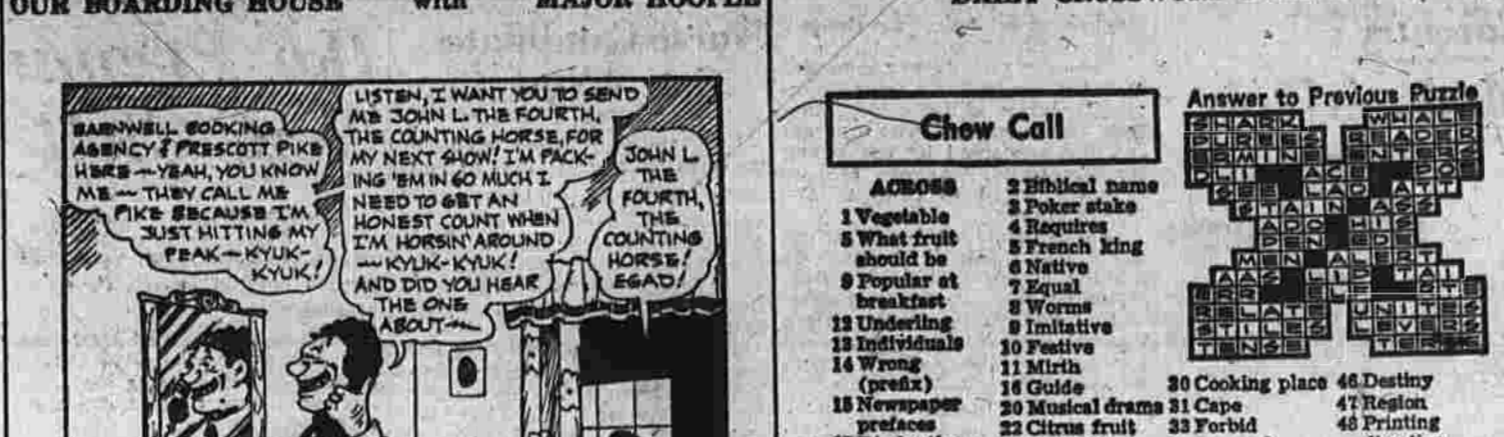 OUR BOARDING HOUSE with MAJOR HOOPLE
BARNWELL BOOKING
AGENCY? PRESCOTT PIKE
HERE — YEAH, YOU KNOW
ME — THEY CALL ME
PIKE BECAUSE I'M
JUST HITTING MY
PEAK — KYUK-
KYUK!
LISTEN, I WANT YOU TO SEND
ME JOHN L. THE FOURTH,
THE COUNTING HORSE, FOR
MY NEXT SHOW! I'M PACK-
ING 'EM IN SO MUCH I
NEED TO GET AN
HONEST COUNT WHEN
I'M HORSIN' AROUND
— KYUK-KYUK!
AND DID YOU HEAR
THE ONE
ABOUT —
JOHN L.
THE
FOURTH,
THE
COUNTING
HORSE!
EGAD!
Chow Call
ACROSS
1 Vegetable
5 What fruit
should be
9 Popular at
breakfast
12 Underling
13 Individuals
14 Wrong
(prefix)
15 Newspaper
prefaces
2 Biblical name
3 Poker stake
4 Requires
5 French king
6 Native
7 Equal
8 Worms
9 Imitative
10 Festive
11 Mirth
16 Guide
20 Musical drama
22 Citrus fruit
30 Cooking place
31 Cape
33 Forbid
46 Destiny
47 Region
48 Printing
Answer to Previous Puzzle
SHARK WHALE